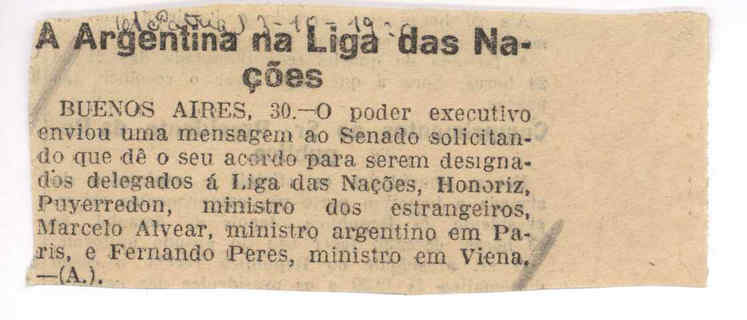 A Argentina na Liga das Na-
ções
BUENOS AIRES, 30.—O poder executivo
enviou uma mensagem ao Senado solicitan-
do que dê o seu acordo para serem designa-
dos delegados á Liga das Nações, Honoriz,
Puyerredon, ministro dos estrangeiros,
Marcelo Alvear, ministro argentino em Pa-
ris, e Fernando Peres, ministro em Viena.
—(A.).